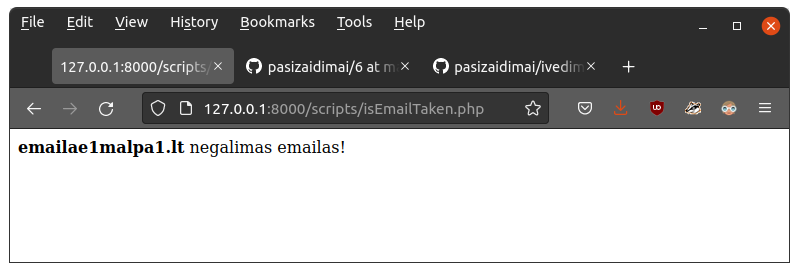 File Edit View History Bookmarks Tools Help
127.0.0.1:8000/scripts/ pasizaidimai/6 at m pasizaidimai/ivedim
127.0.0.1:8000/scripts/isEmailTaken.php
emailae1malpa1.lt negalimas emailas!